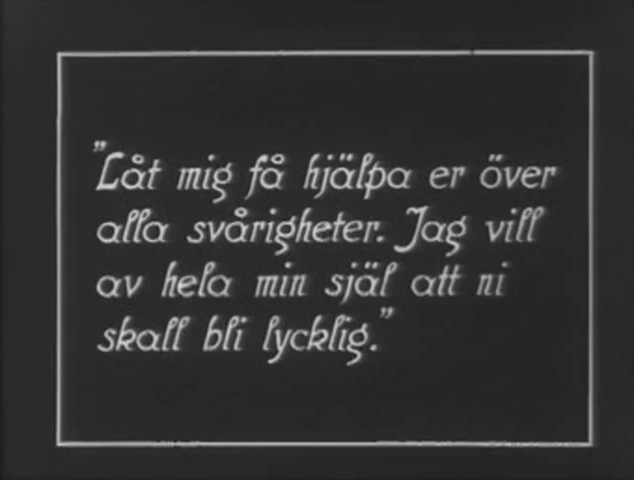 "Låt mig få hjälpa er över
alla svårigheter. Jag vill
av hela min själ att ni
skall bli lycklig."